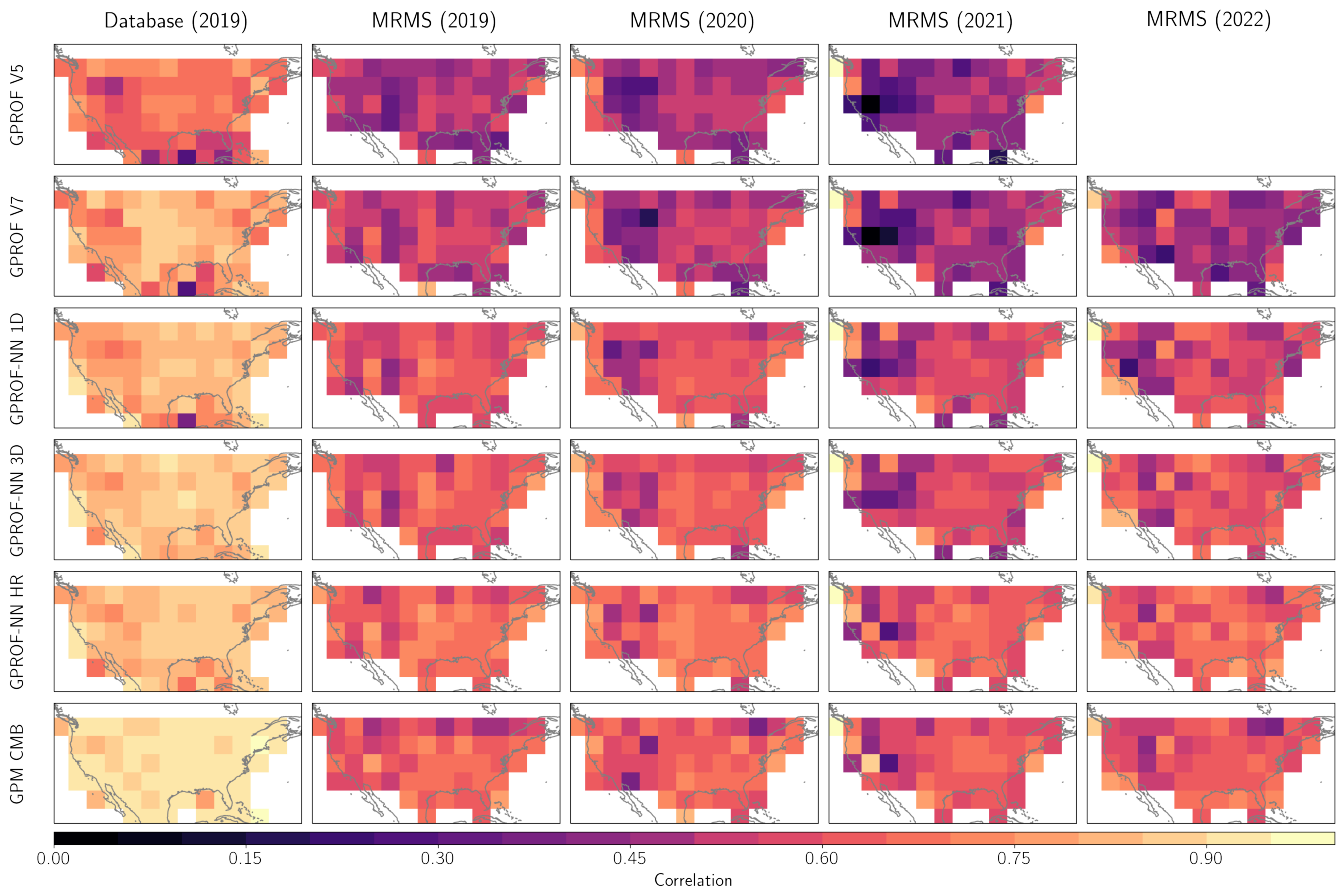 Database (2019) MRMS (2019) MRMS (2020) MRMS (2021) MRMS (2022)
GPROF V5
GPROF V7
GPROF-NN 1D
GPROF-NN 3D
GPROF-NN HR
GPM CMB
0.00 0.15 0.30 0.45 0.60 0.75 0.90
Correlation